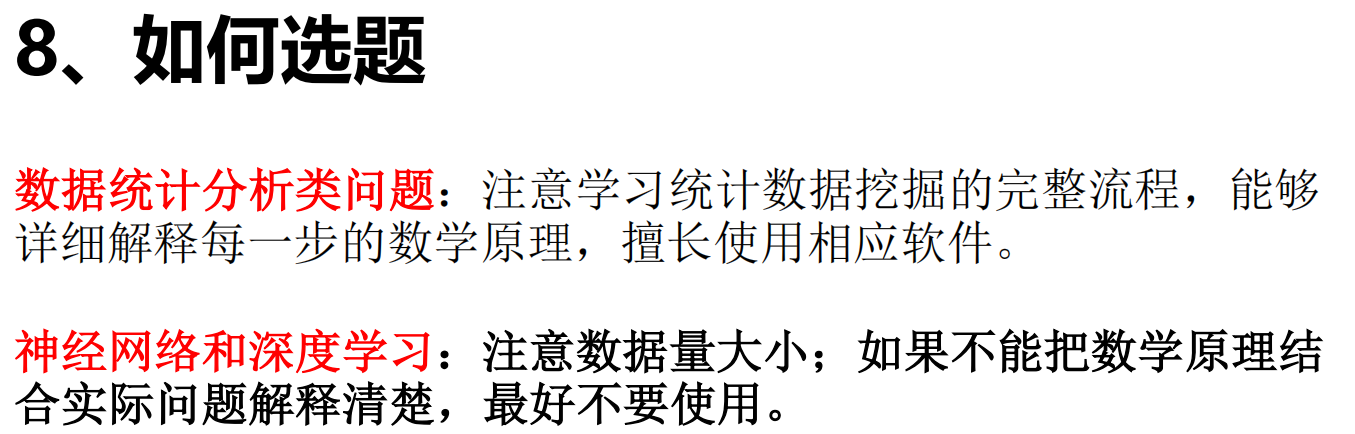 8、如何选题
数据统计分析类问题：注意学习统计数据挖掘的完整流程，能够
详细解释每一步的数学原理，擅长使用相应软件。
神经网络和深度学习：注意数据量大小；如果不能把数学原理结
合实际问题解释清楚，最好不要使用。